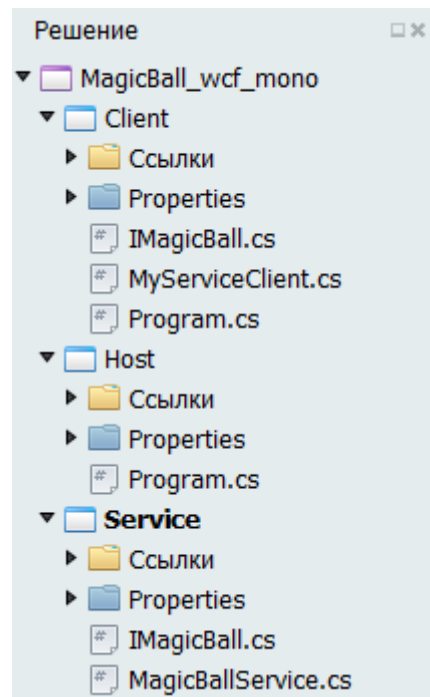 Решение
MagicBall_wcf_mono
Client
Ссылки
Properties
IMagicBall.cs
MyServiceClient.cs
Program.cs
Host
Ссылки
Properties
Program.cs
Service
Ссылки
Properties
IMagicBall.cs
MagicBallService.cs